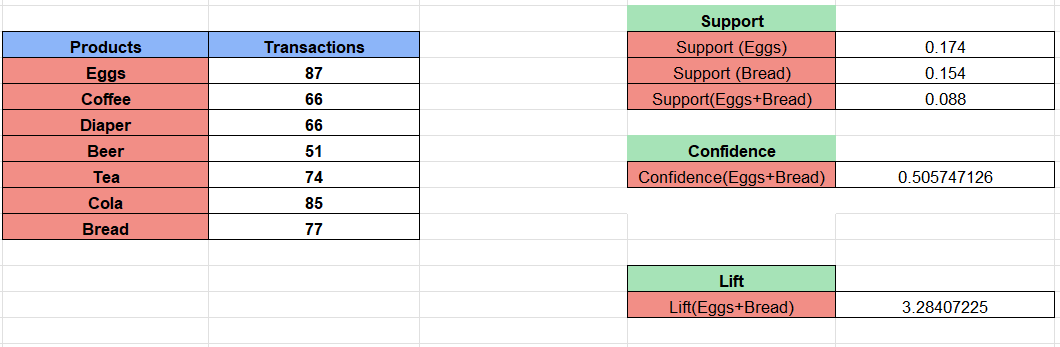 Products Transactions
Eggs 87
Coffee 66
Diaper 66
Beer 51
Tea 74
Cola 85
Bread 77
Support
Support (Eggs) 0.174
Support (Bread) 0.154
Support(Eggs+Bread) 0.088
Confidence
Confidence(Eggs+Bread) 0.505747126
Lift
Lift(Eggs+Bread) 3.28407225